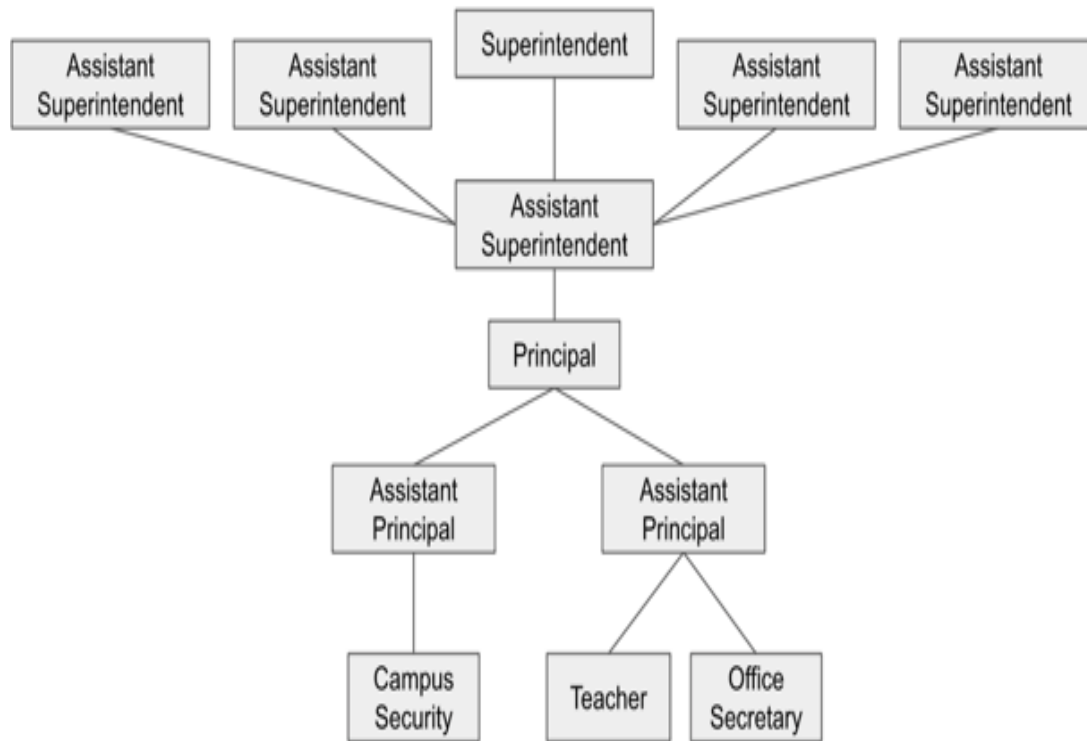 Superintendent
Assistant
Superintendent
Assistant
Superintendent
Assistant
Superintendent
Assistant
Superintendent
Assistant
Superintendent
Principal
Assistant
Principal
Assistant
Principal
Campus
Security
Teacher
Office
Secretary